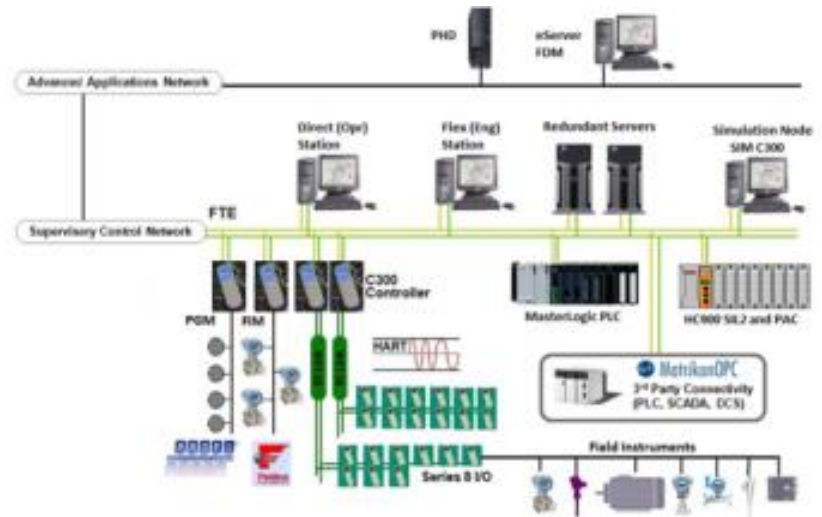 PHD
eServer
FDM
Advanced Applications Network
Direct (Opr)
Station
Flex (Eng)
Station
Redundant Servers
Simulation Node
SIM C300
FTE
Supervisory Control Network
C300
Controller
PGM
FIM
MasterLogic PLC
HC900 SIL2 and PAC
HART
MatrikonOPC
3rd Party Connectivity
(PLC, SCADA, DCS)
Field Instruments
Series 8 I/O